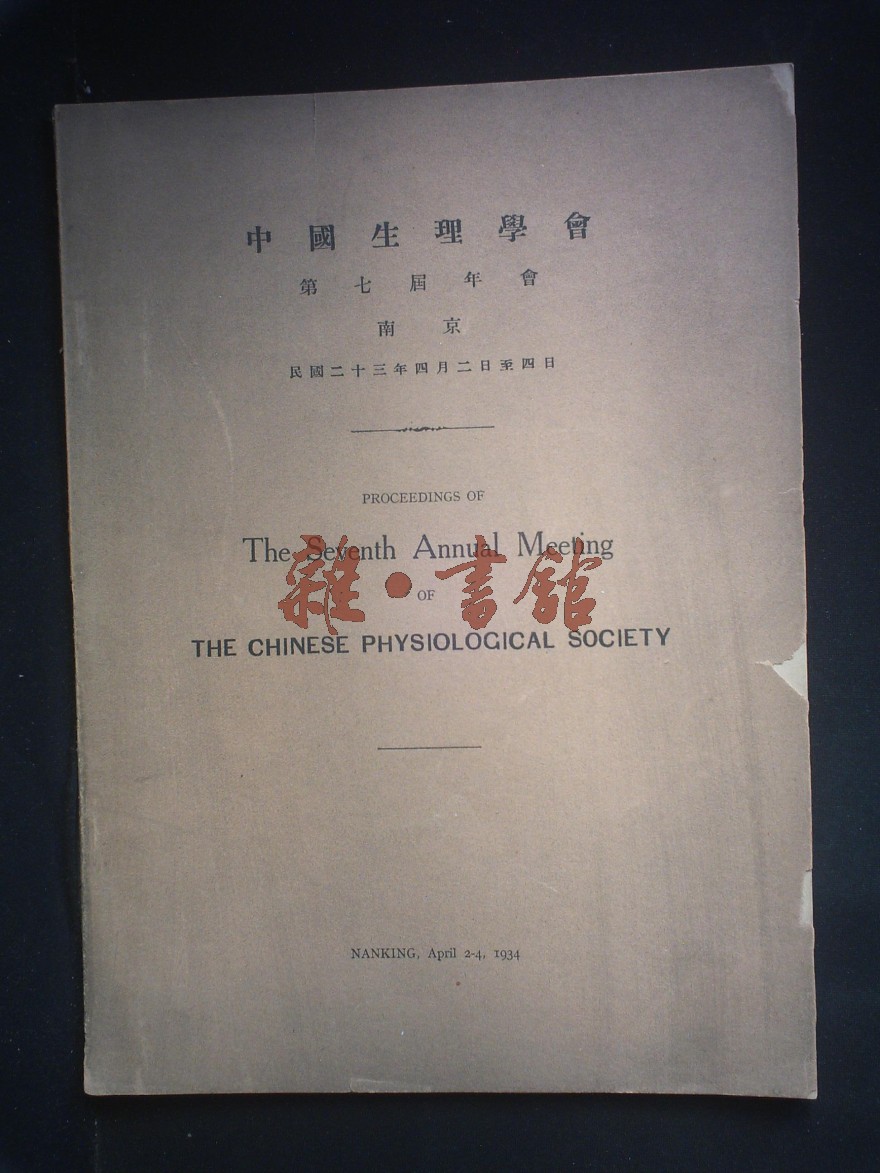 中國生理學會
第七屆年會
南京
民國二十三年四月二日至四日
PROCEEDINGS OF
The Seventh Annual Meeting
雜·書館
OF
THE CHINESE PHYSIOLOGICAL SOCIETY
NANKING, April 2-4, 1934